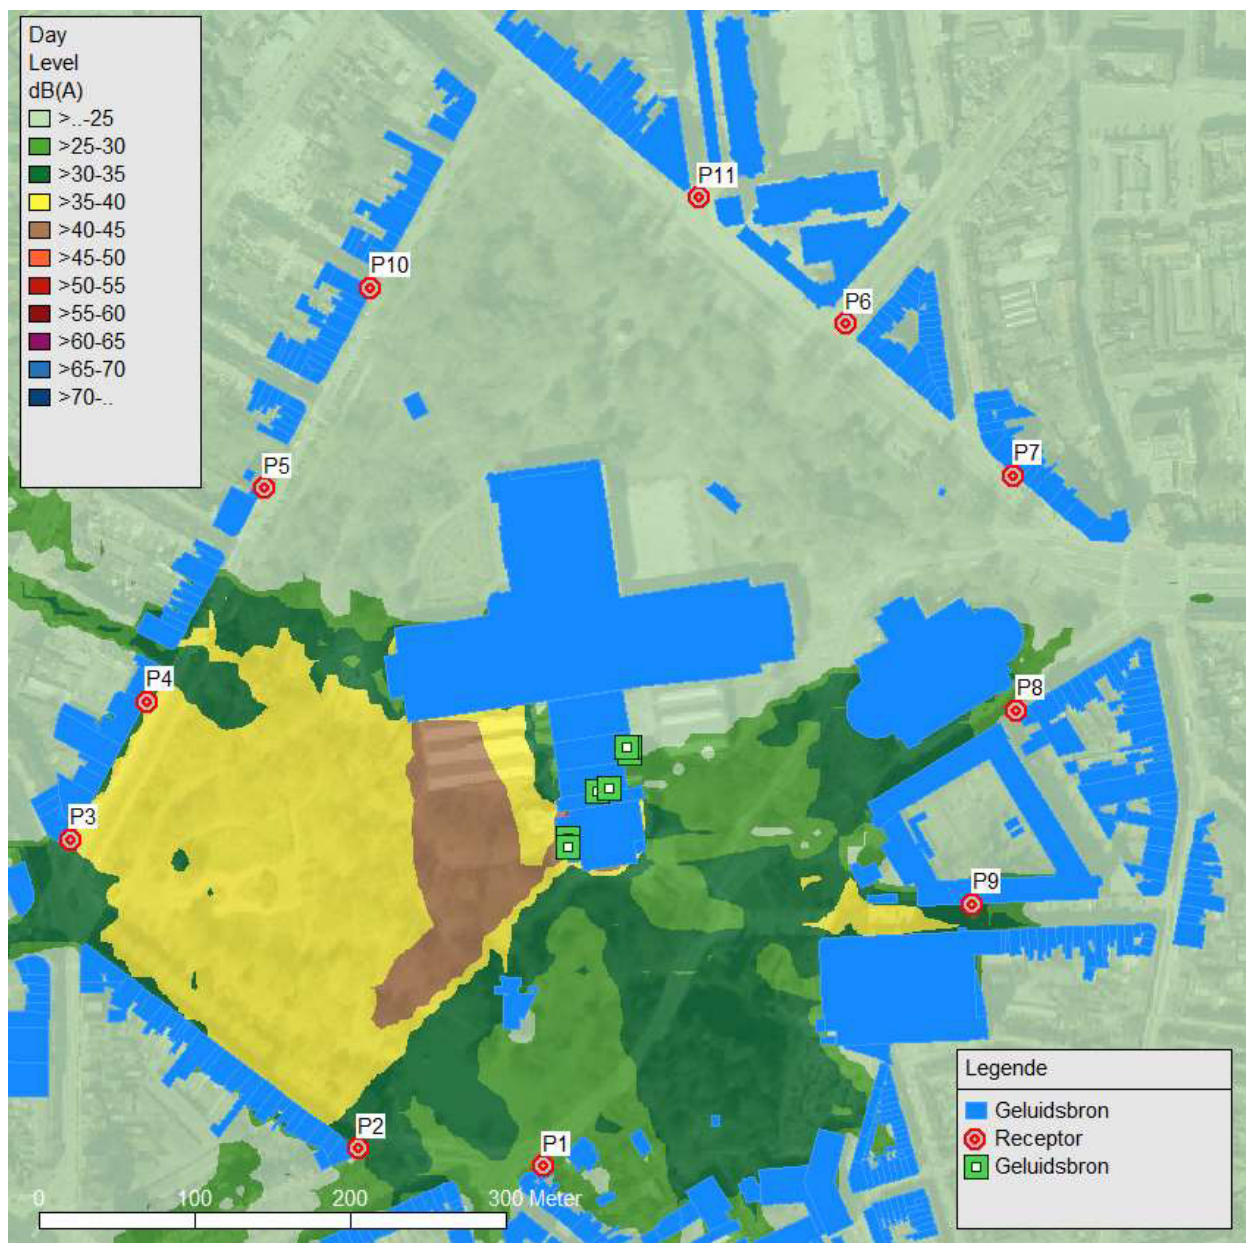 Day
Level
dB(A)
>..-25
>25-30
>30-35
>35-40
>40-45
>45-50
>50-55
>55-60
>60-65
>65-70
>70-..
P11
P10
P6
P7
P5
P4
P8
P3
P9
P2
P1
0 100 200 300 Meter
Legende
Geluidsbron
Receptor
Geluidsbron